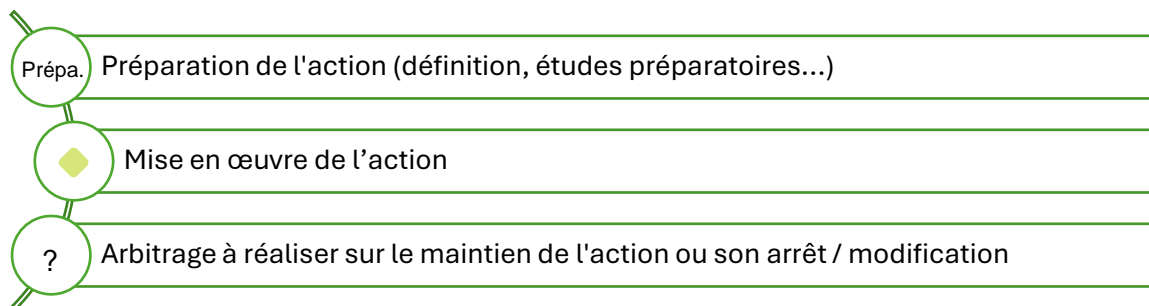 Prépa. Préparation de l'action (définition, études préparatoires...)
Mise en œuvre de l’action
? Arbitrage à réaliser sur le maintien de l'action ou son arrêt / modification